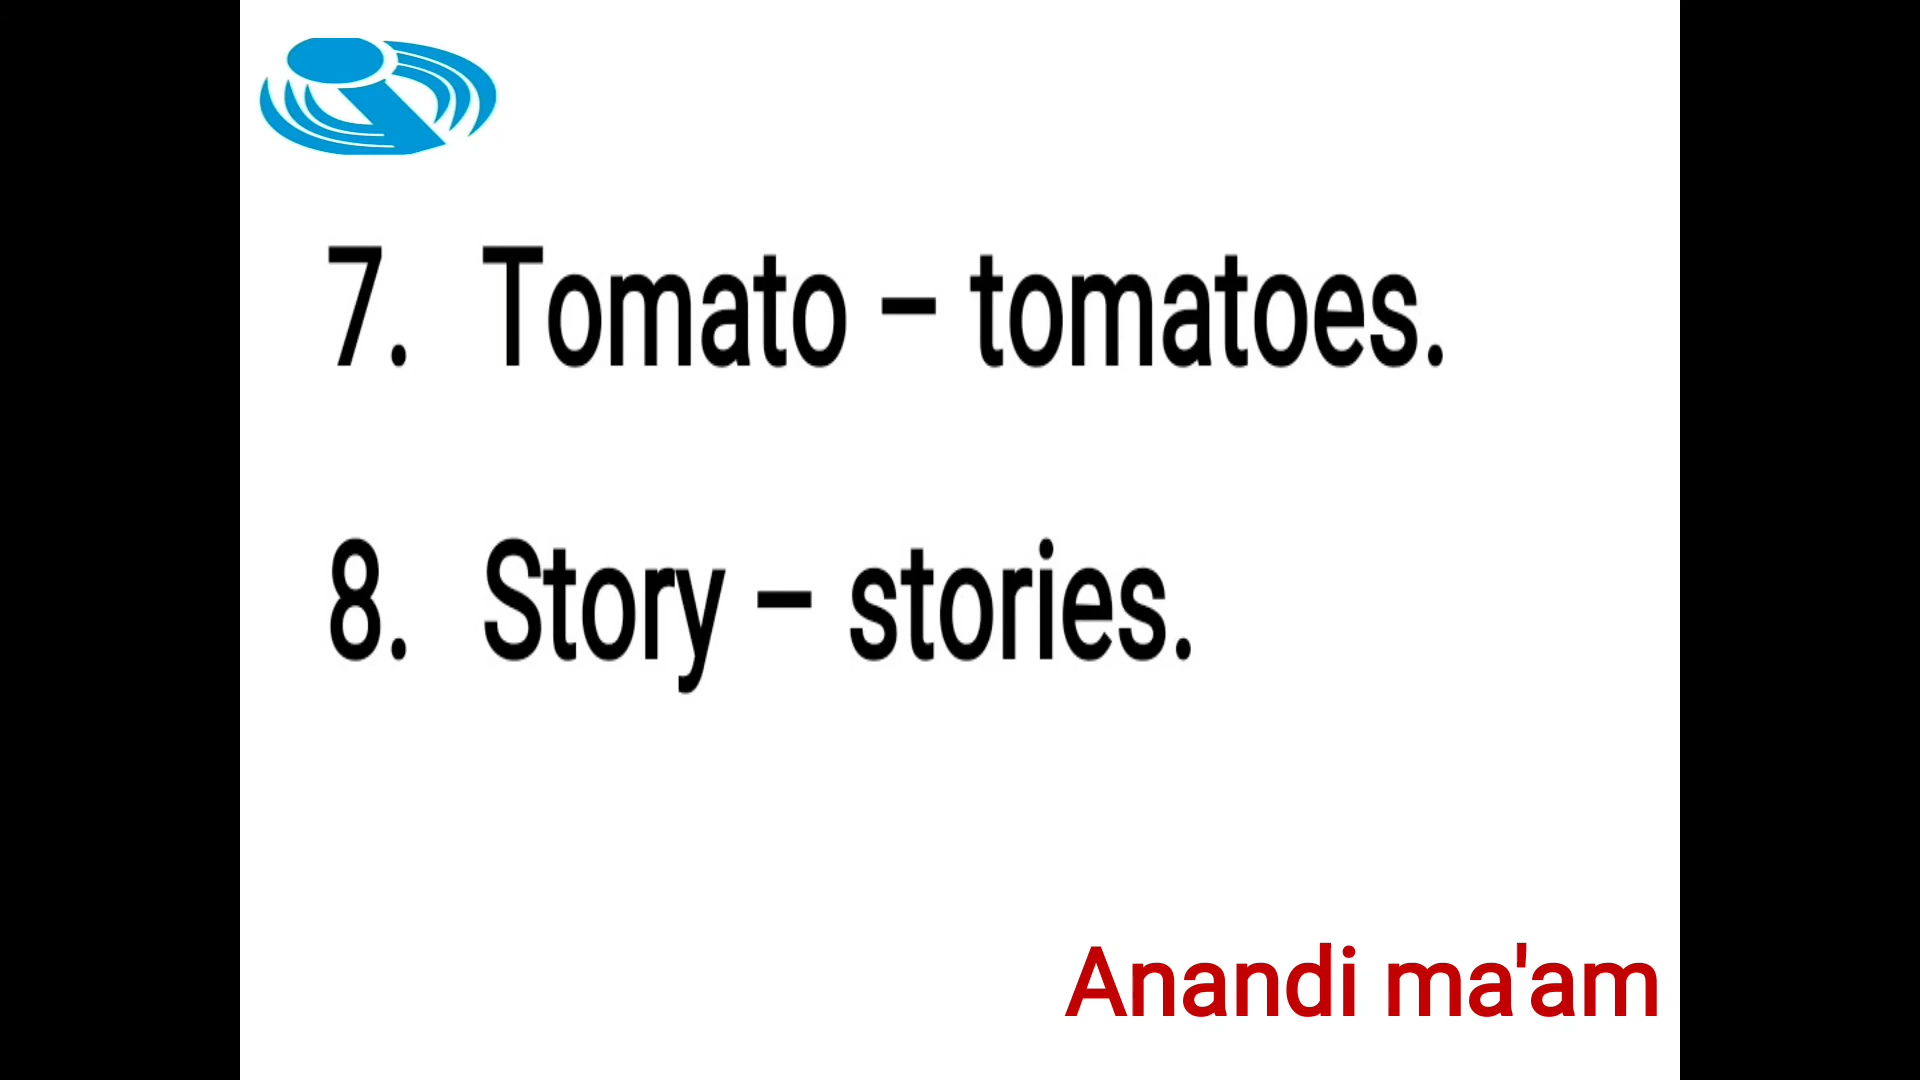 7. Tomato – tomatoes.
8. Story – stories.
Anandi ma'am